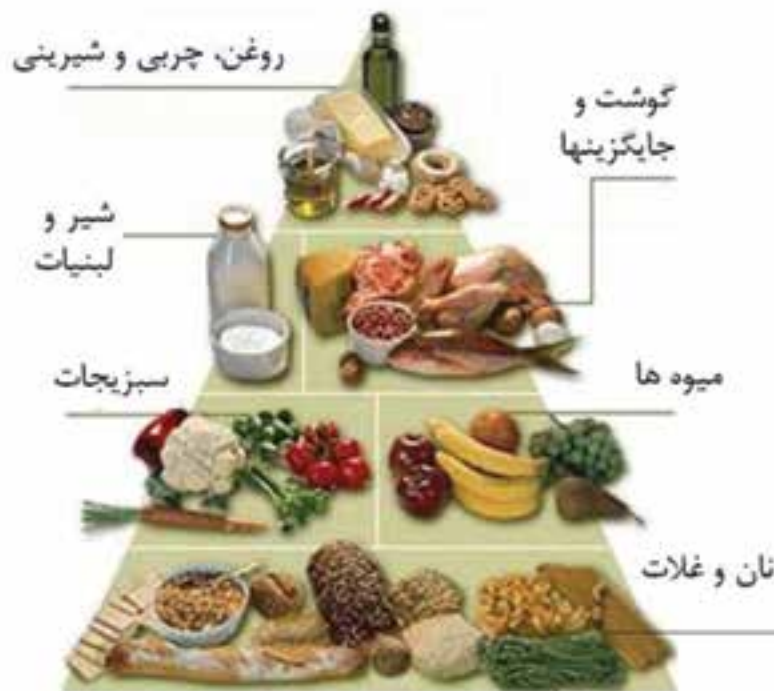 روغن، چربی و شیرینی
گوشت و
جایگزینها
شیر و
لبنیات
سبزیجات
میوه ها
نان و غلات